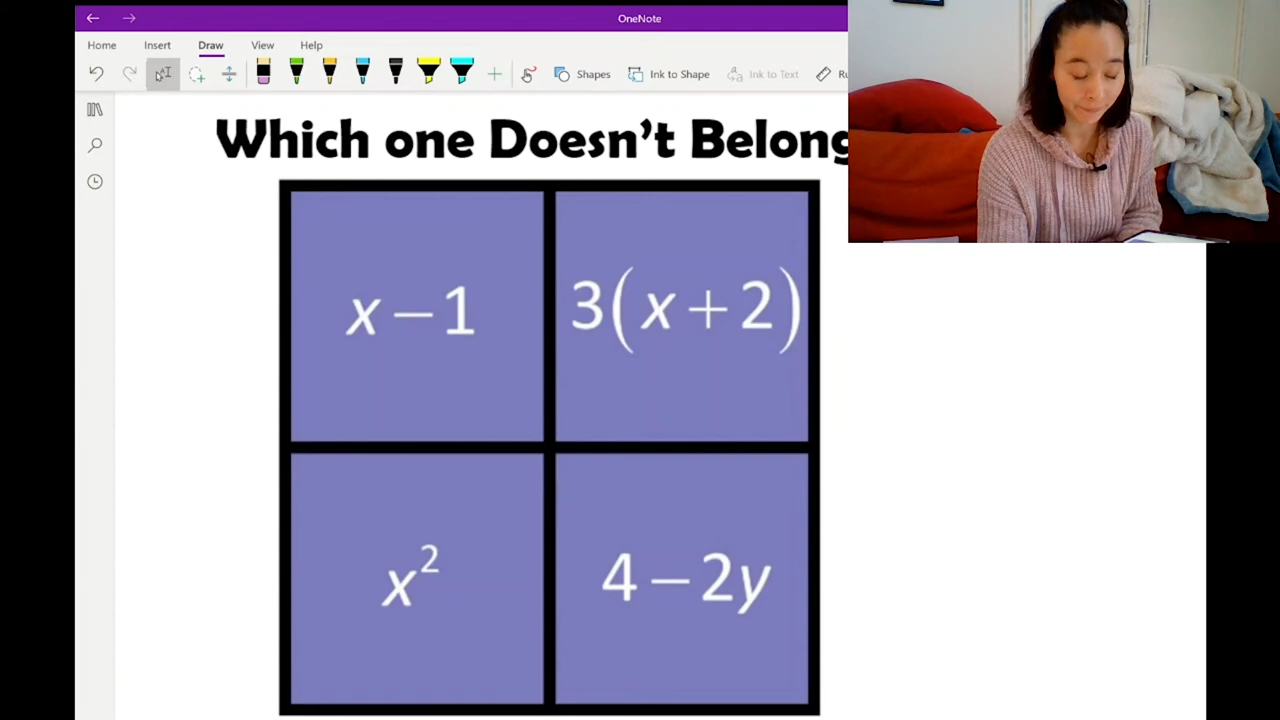 OneNote
Home Insert Draw View Help
Shapes Ink to Shape Ink to Text Ru
Which one Doesn't Belong
x – 1
3(x + 2)
x²
4 – 2y